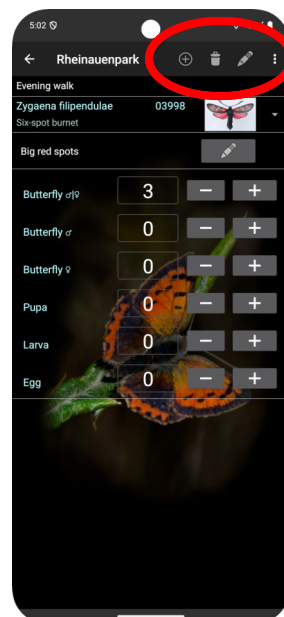 5:02
Rheinauenpark
Evening walk
Zygaena filipendulae 03998
Six-spot burnet
Big red spots
Butterfly ♂|♀ 3 − +
Butterfly ♂ 0 − +
Butterfly ♀ 0 − +
Pupa 0 − +
Larva 0 − +
Egg 0 − +